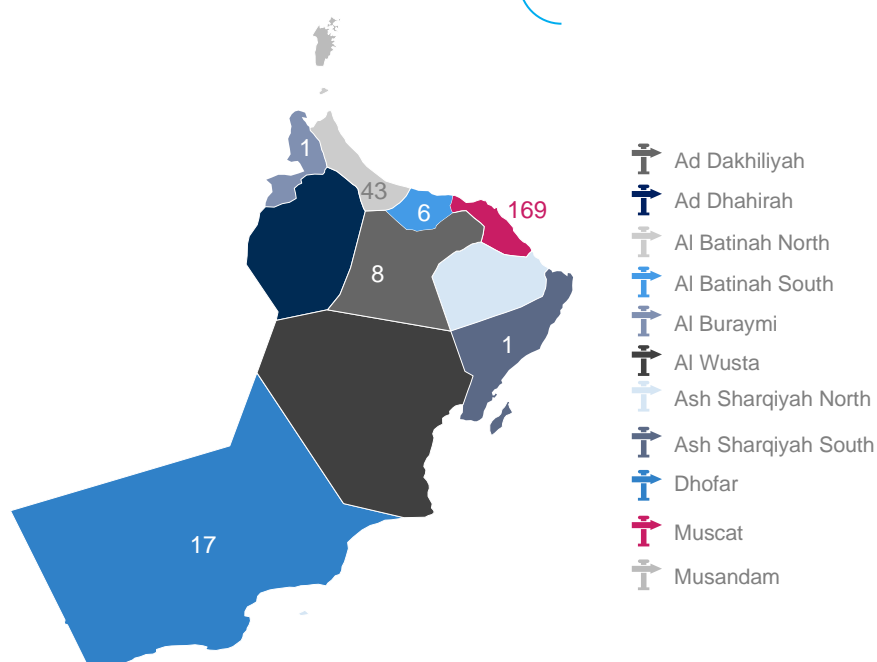 1
43
6
169
8
1
17
Ad Dakhiliyah
Ad Dhahirah
Al Batinah North
Al Batinah South
Al Buraymi
Al Wusta
Ash Sharqiyah North
Ash Sharqiyah South
Dhofar
Muscat
Musandam